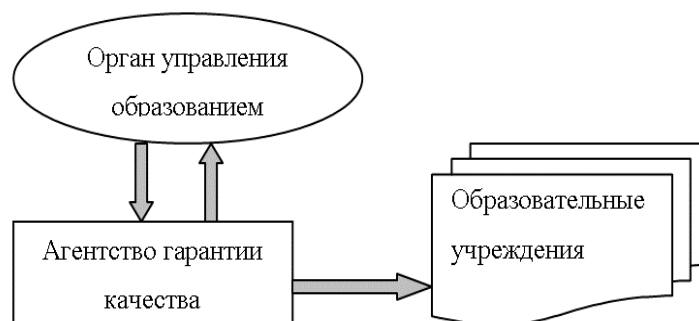 Орган управления
образованием
Образовательные
учреждения
Агентство гарантии
качества